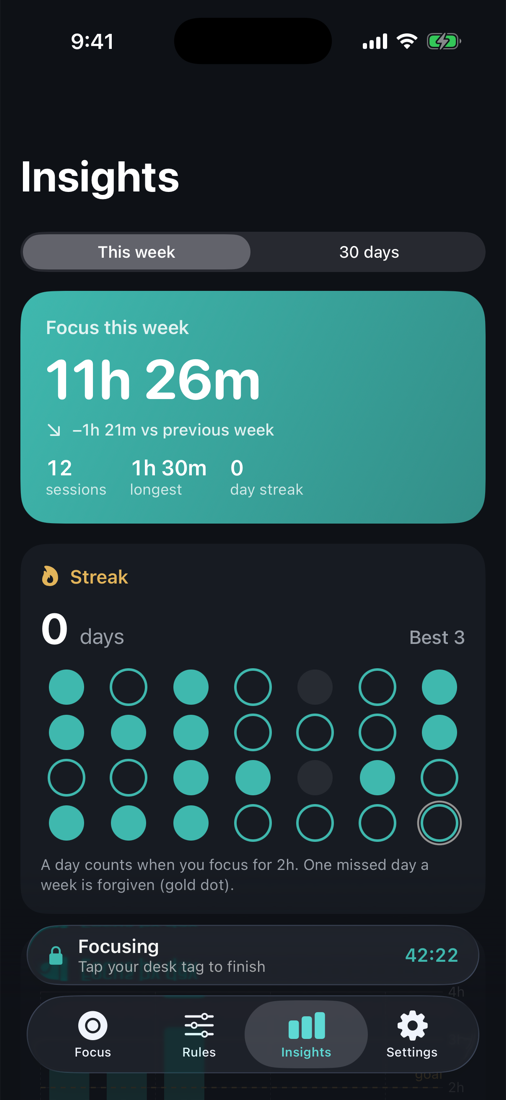 9:41
Insights
This week
30 days
Focus this week
11h 26m
−1h 21m vs previous week
12
1h 30m
0
sessions
longest
day streak
Streak
0 days
Best 3
A day counts when you focus for 2h. One missed day a
week is forgiven (gold dot).
Focusing
Tap your desk tag to finish
42:22
4h
Focus
Rules
Insights
Settings
goal
2h